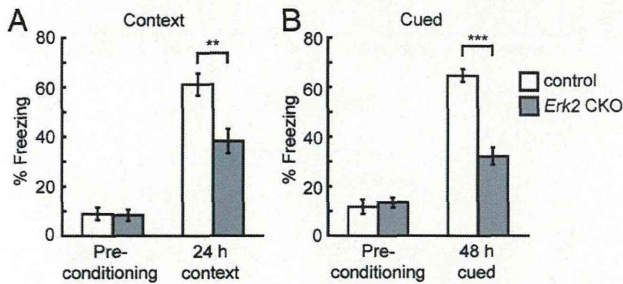 A
Context
% Freezing
80
60
40
20
**
Pre-
conditioning
24 h
context
B
Cued
% Freezing
80
60
40
20
0
***
Pre-
conditioning
48 h
cued
control
Erk2 CKO